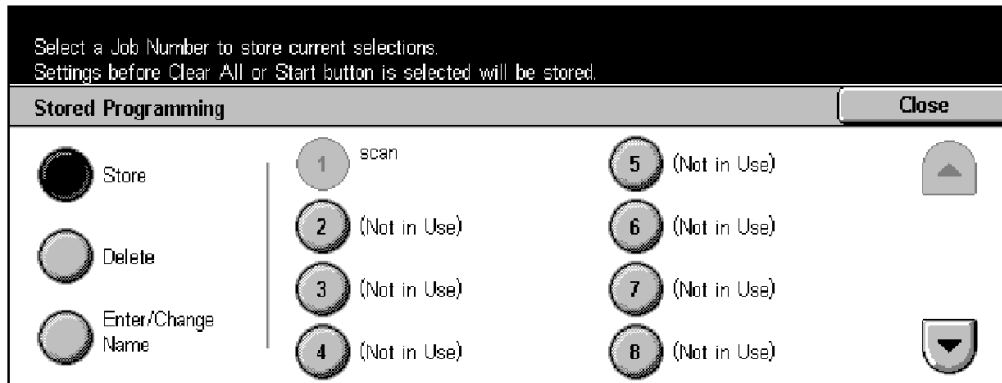 Select a Job Number to store current selections.
Settings before Clear All or Start button is selected will be stored.
Stored Programming
Close
Store
Delete
Enter/Change
Name
1 scan
2 (Not in Use)
3 (Not in Use)
4 (Not in Use)
5 (Not in Use)
6 (Not in Use)
7 (Not in Use)
8 (Not in Use)